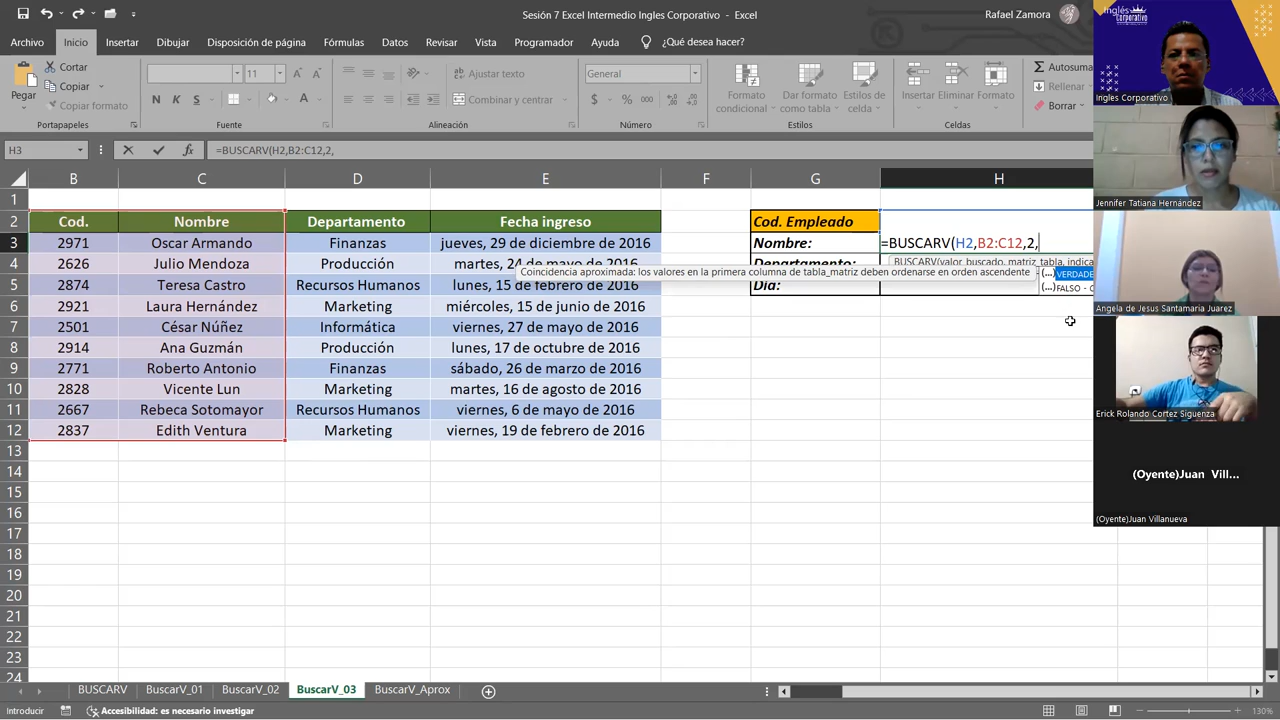 Sesión 7 Excel Intermedio Ingles Corporativo - Excel
Rafael Zamora
Archivo Inicio Insertar Dibujar Disposición de página Fórmulas Datos Revisar Vista Programador Ayuda ¿Qué desea hacer?
Pegar
Cortar
Copiar
Copiar formato
Portapapeles
11
N K S
Fuente
Ajustar texto
Combinar y centrar
Alineación
General
$ % 000
Número
Formato condicional
Dar formato como tabla
Estilos de celda
Estilos
Insertar Eliminar Formato
Celdas
Autosuma
Rellenar
Borrar
H3 fx =BUSCARV(H2,B2:C12,2,
B C D E F G H
1
2 Cod. Nombre Departamento Fecha ingreso Cod. Empleado
3 2971 Oscar Armando Finanzas jueves, 29 de diciembre de 2016 Nombre: =BUSCARV(H2,B2:C12,2,
4 2626 Julio Mendoza Producción martes, 24 de mayo de 2016 Departamento:
BUSCARV(valor_buscado, matriz_tabla, indica
Coincidencia aproximada: los valores en la primera columna de tabla_matriz deben ordenarse en orden ascendente
(...) VERDADE
(...) FALSO - C
5 2874 Teresa Castro Recursos Humanos lunes, 15 de febrero de 2016 Día:
6 2921 Laura Hernández Marketing miércoles, 15 de junio de 2016
7 2501 César Núñez Informática viernes, 27 de mayo de 2016
8 2914 Ana Guzmán Producción lunes, 17 de octubre de 2016
9 2771 Roberto Antonio Finanzas sábado, 26 de marzo de 2016
10 2828 Vicente Lun Marketing martes, 16 de agosto de 2016
11 2667 Rebeca Sotomayor Recursos Humanos viernes, 6 de mayo de 2016
12 2837 Edith Ventura Marketing viernes, 19 de febrero de 2016
13
14
15
16
17
18
19
20
21
22
23
24
BUSCARV BuscarV_01 BuscarV_02 BuscarV_03 BuscarV_Aprox
Introducir Accesibilidad: es necesario investigar 130%
Inglés
Corporativo
Ingles Corporativo
Jennifer Tatiana Hernández
Angela de Jesus Santamaria Juarez
Erick Rolando Cortez Siguenza
(Oyente)Juan Vill...
(Oyente)Juan Villanueva